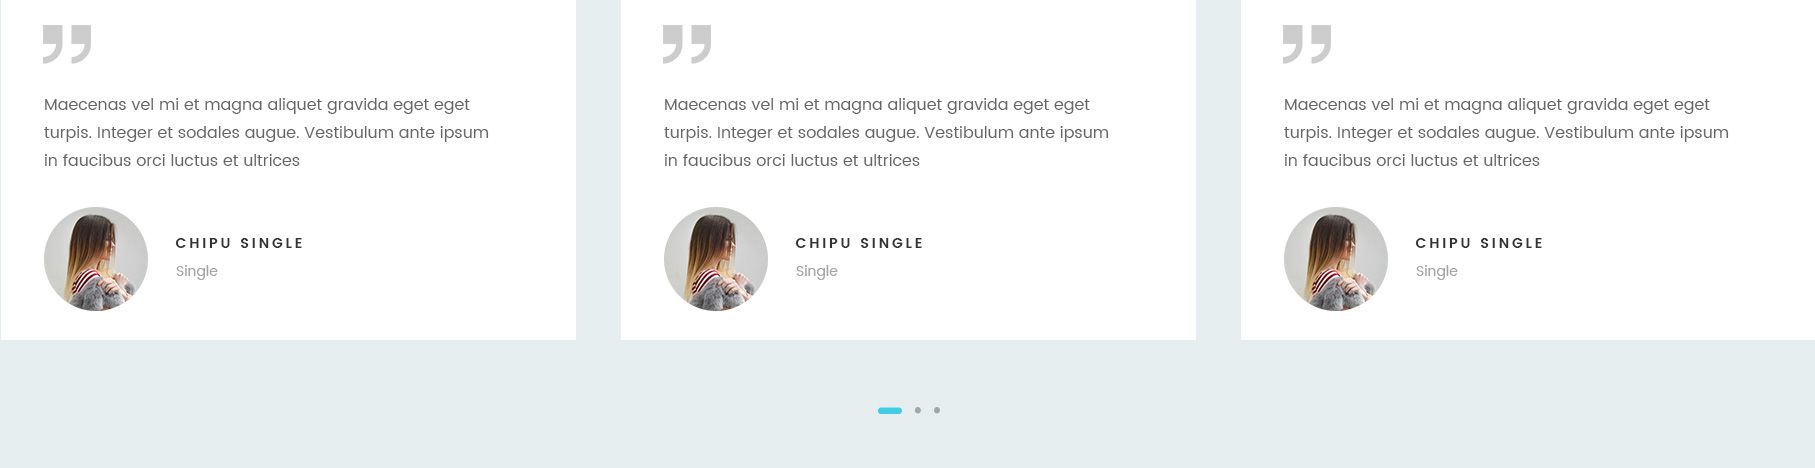 ”
Maecenas vel mi et magna aliquet gravida eget eget
turpis. Integer et sodales augue. Vestibulum ante ipsum
in faucibus orci luctus et ultrices
CHIPU SINGLE
Single
”
Maecenas vel mi et magna aliquet gravida eget eget
turpis. Integer et sodales augue. Vestibulum ante ipsum
in faucibus orci luctus et ultrices
CHIPU SINGLE
Single
”
Maecenas vel mi et magna aliquet gravida eget eget
turpis. Integer et sodales augue. Vestibulum ante ipsum
in faucibus orci luctus et ultrices
CHIPU SINGLE
Single